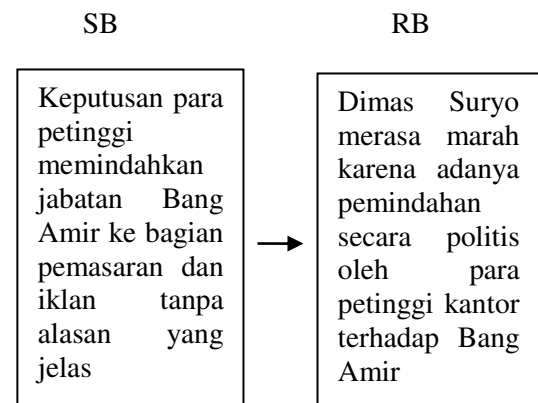 SB
RB
Keputusan para
petinggi
memindahkan
jabatan Bang
Amir ke bagian
pemasaran dan
iklan tanpa
alasan yang
jelas
Dimas Suryo
merasa marah
karena adanya
pemindahan
secara politis
oleh para
petinggi kantor
terhadap Bang
Amir